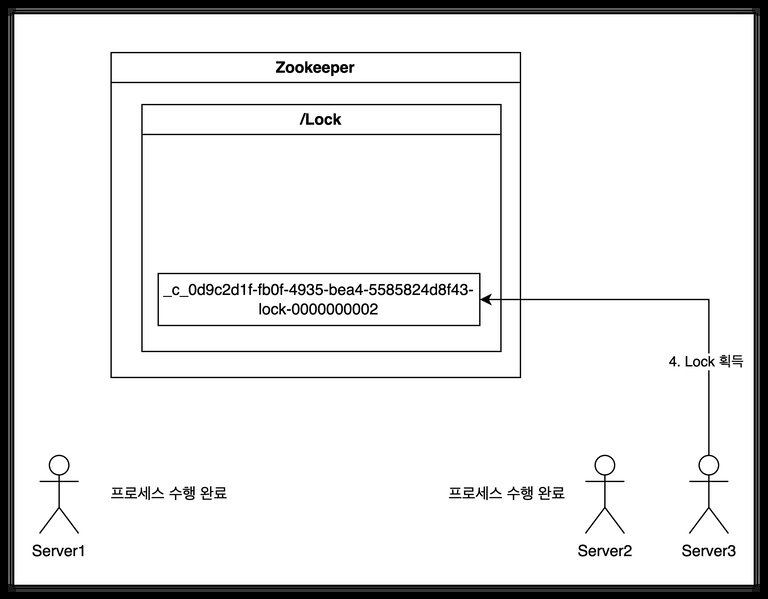 Zookeeper
/Lock
_c_0d9c2d1f-fb0f-4935-bea4-5585824d8f43-
lock-0000000002
4. Lock 획득
프로세스 수행 완료
프로세스 수행 완료
Server1
Server2
Server3